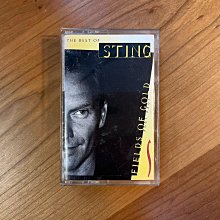 THE BEST OF
STING
FIELDS OF GOLD